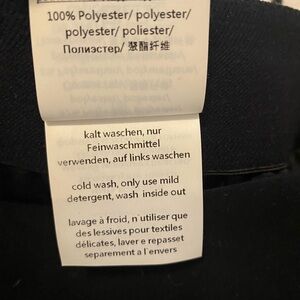 100% Polyester/ polyester/
polyester/ poliester/
Полиэстер/ 聚酯纤维
kalt waschen, nur
Feinwaschmittel
verwenden, auf links waschen
cold wash, only use mild
detergent, wash inside out
lavage à froid, n´utiliser que
des lessives pour textiles
délicates, laver e repasset
separement a l´envers